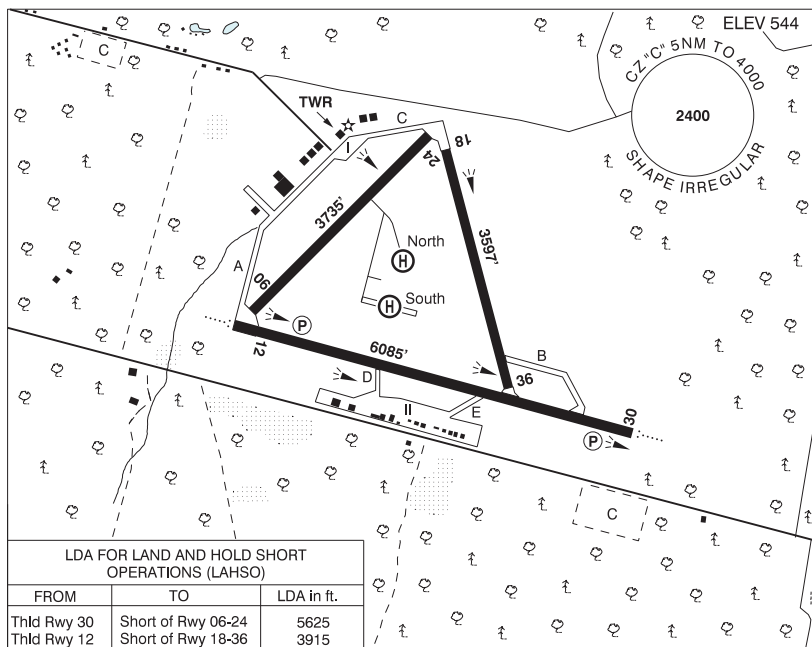 ELEV 544
CZ "C" 5NM TO 4000
2400
SHAPE IRREGULAR
C
TWR
C
I
18
24
3735'
3597'
North
H
A
06
South
H
P
12
6085'
B
D
36
II
E
30
P
C
LDA FOR LAND AND HOLD SHORT
OPERATIONS (LAHSO)
FROM TO LDA in ft.
Thld Rwy 30 Short of Rwy 06-24 5625
Thld Rwy 12 Short of Rwy 18-36 3915